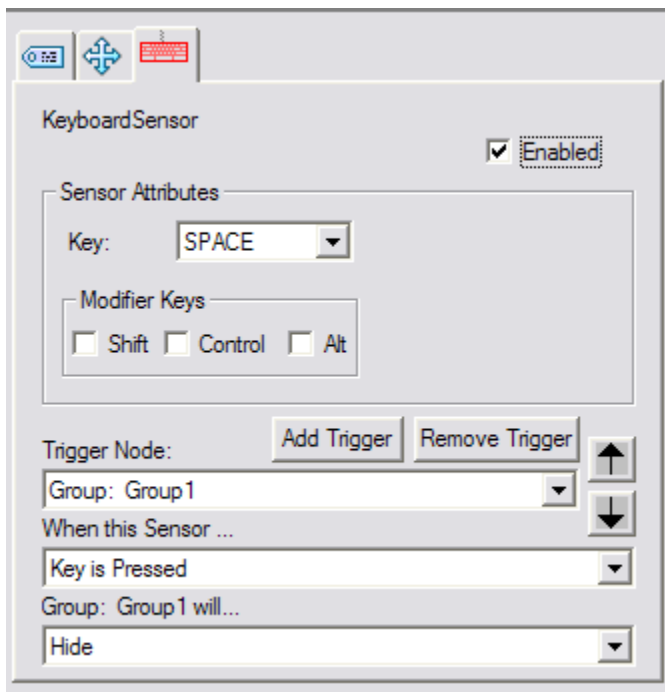 KeyboardSensor
Enabled
Sensor Attributes
Key: SPACE
Modifier Keys
Shift Control Alt
Add Trigger Remove Trigger
Trigger Node:
Group: Group1
When this Sensor ...
Key is Pressed
Group: Group1 will...
Hide